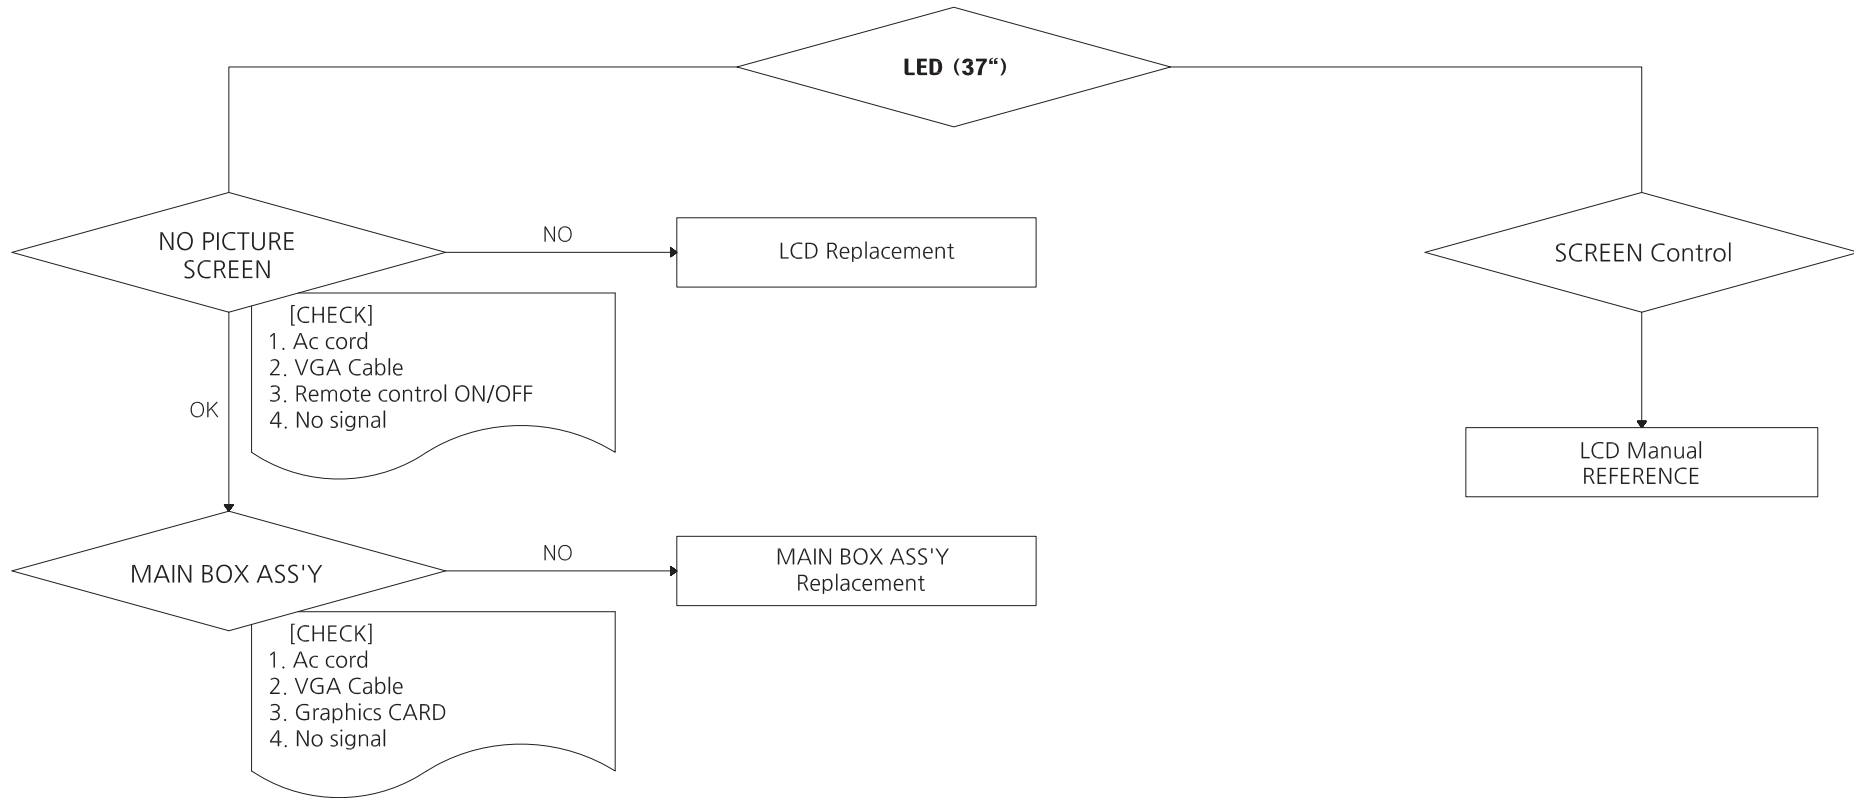 LED (37“)
NO PICTURE
SCREEN
NO
LCD Replacement
SCREEN Control
[CHECK]
1. Ac cord
2. VGA Cable
3. Remote control ON/OFF
4. No signal
OK
LCD Manual
REFERENCE
MAIN BOX ASS'Y
NO
MAIN BOX ASS'Y
Replacement
[CHECK]
1. Ac cord
2. VGA Cable
3. Graphics CARD
4. No signal